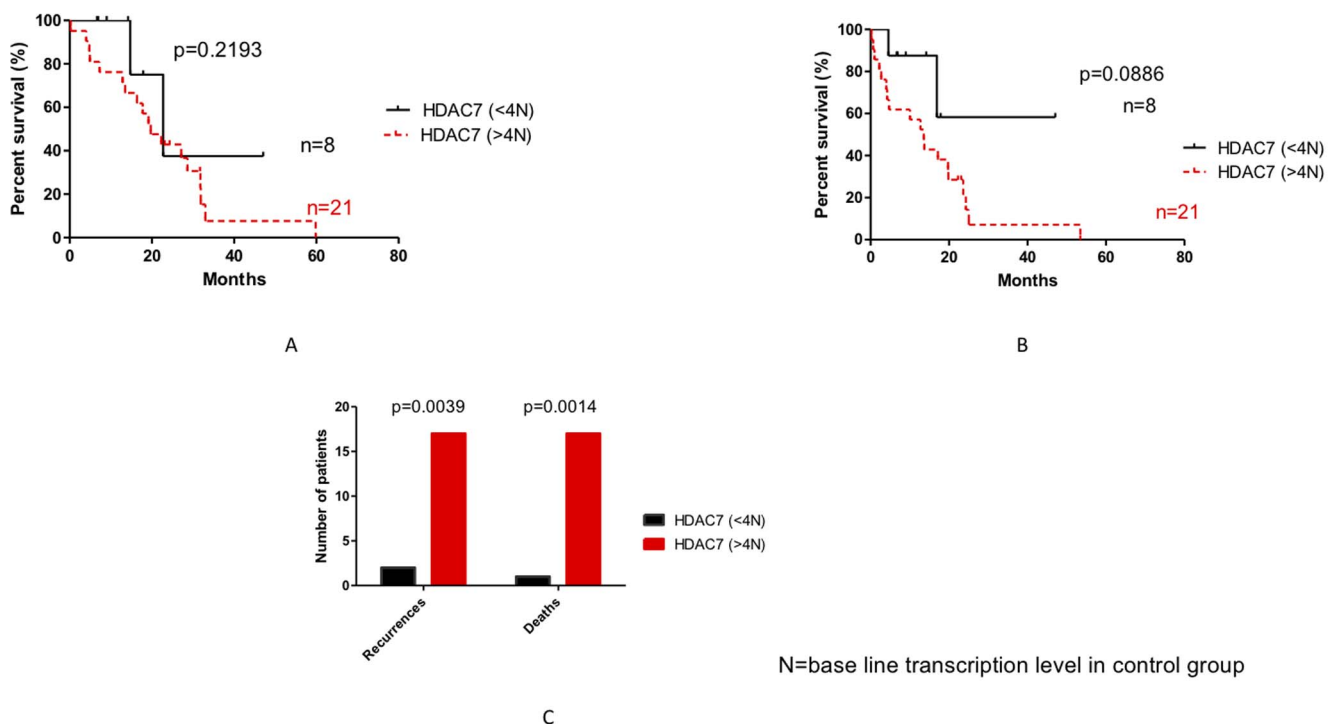 100
80
60
40
20
0
Percent survival (%)
0 20 40 60 80
Months
p=0.2193
HDAC7 (<4N)
HDAC7 (>4N)
n=8
n=21
A
100
80
60
40
20
0
Percent survival (%)
0 20 40 60 80
Months
p=0.0886
n=8
HDAC7 (<4N)
HDAC7 (>4N)
n=21
B
20
15
10
5
0
Number of patients
p=0.0039 p=0.0014
Recurrences
Deaths
HDAC7 (<4N)
HDAC7 (>4N)
C
N=base line transcription level in control group